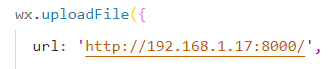 wx.uploadFile({
url: 'http://192.168.1.17:8000/',